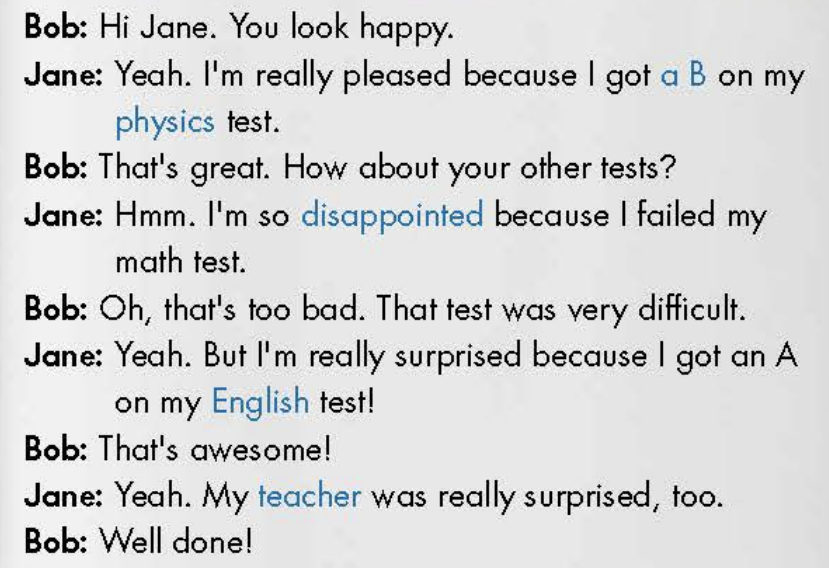 Bob: Hi Jane. You look happy.
Jane: Yeah. I'm really pleased because I got a B on my
physics test.
Bob: That's great. How about your other tests?
Jane: Hmm. I'm so disappointed because I failed my
math test.
Bob: Oh, that's too bad. That test was very difficult.
Jane: Yeah. But I'm really surprised because I got an A
on my English test!
Bob: That's awesome!
Jane: Yeah. My teacher was really surprised, too.
Bob: Well done!